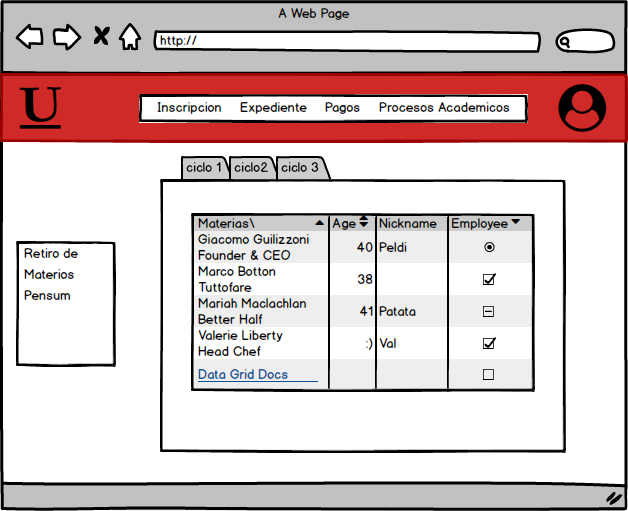 A Web Page
http://
U
Inscripcion Expediente Pagos Procesos Academicos
ciclo 1 ciclo2 ciclo 3
Materias\ Age Nickname Employee
Giacomo Guilizzoni
Founder & CEO
40 Peldi
Marco Botton
Tuttofare
38
Mariah Maclachlan
Better Half
41 Patata
Valerie Liberty
Head Chef
:) Val
Data Grid Docs
Retiro de
Materios
Pensum